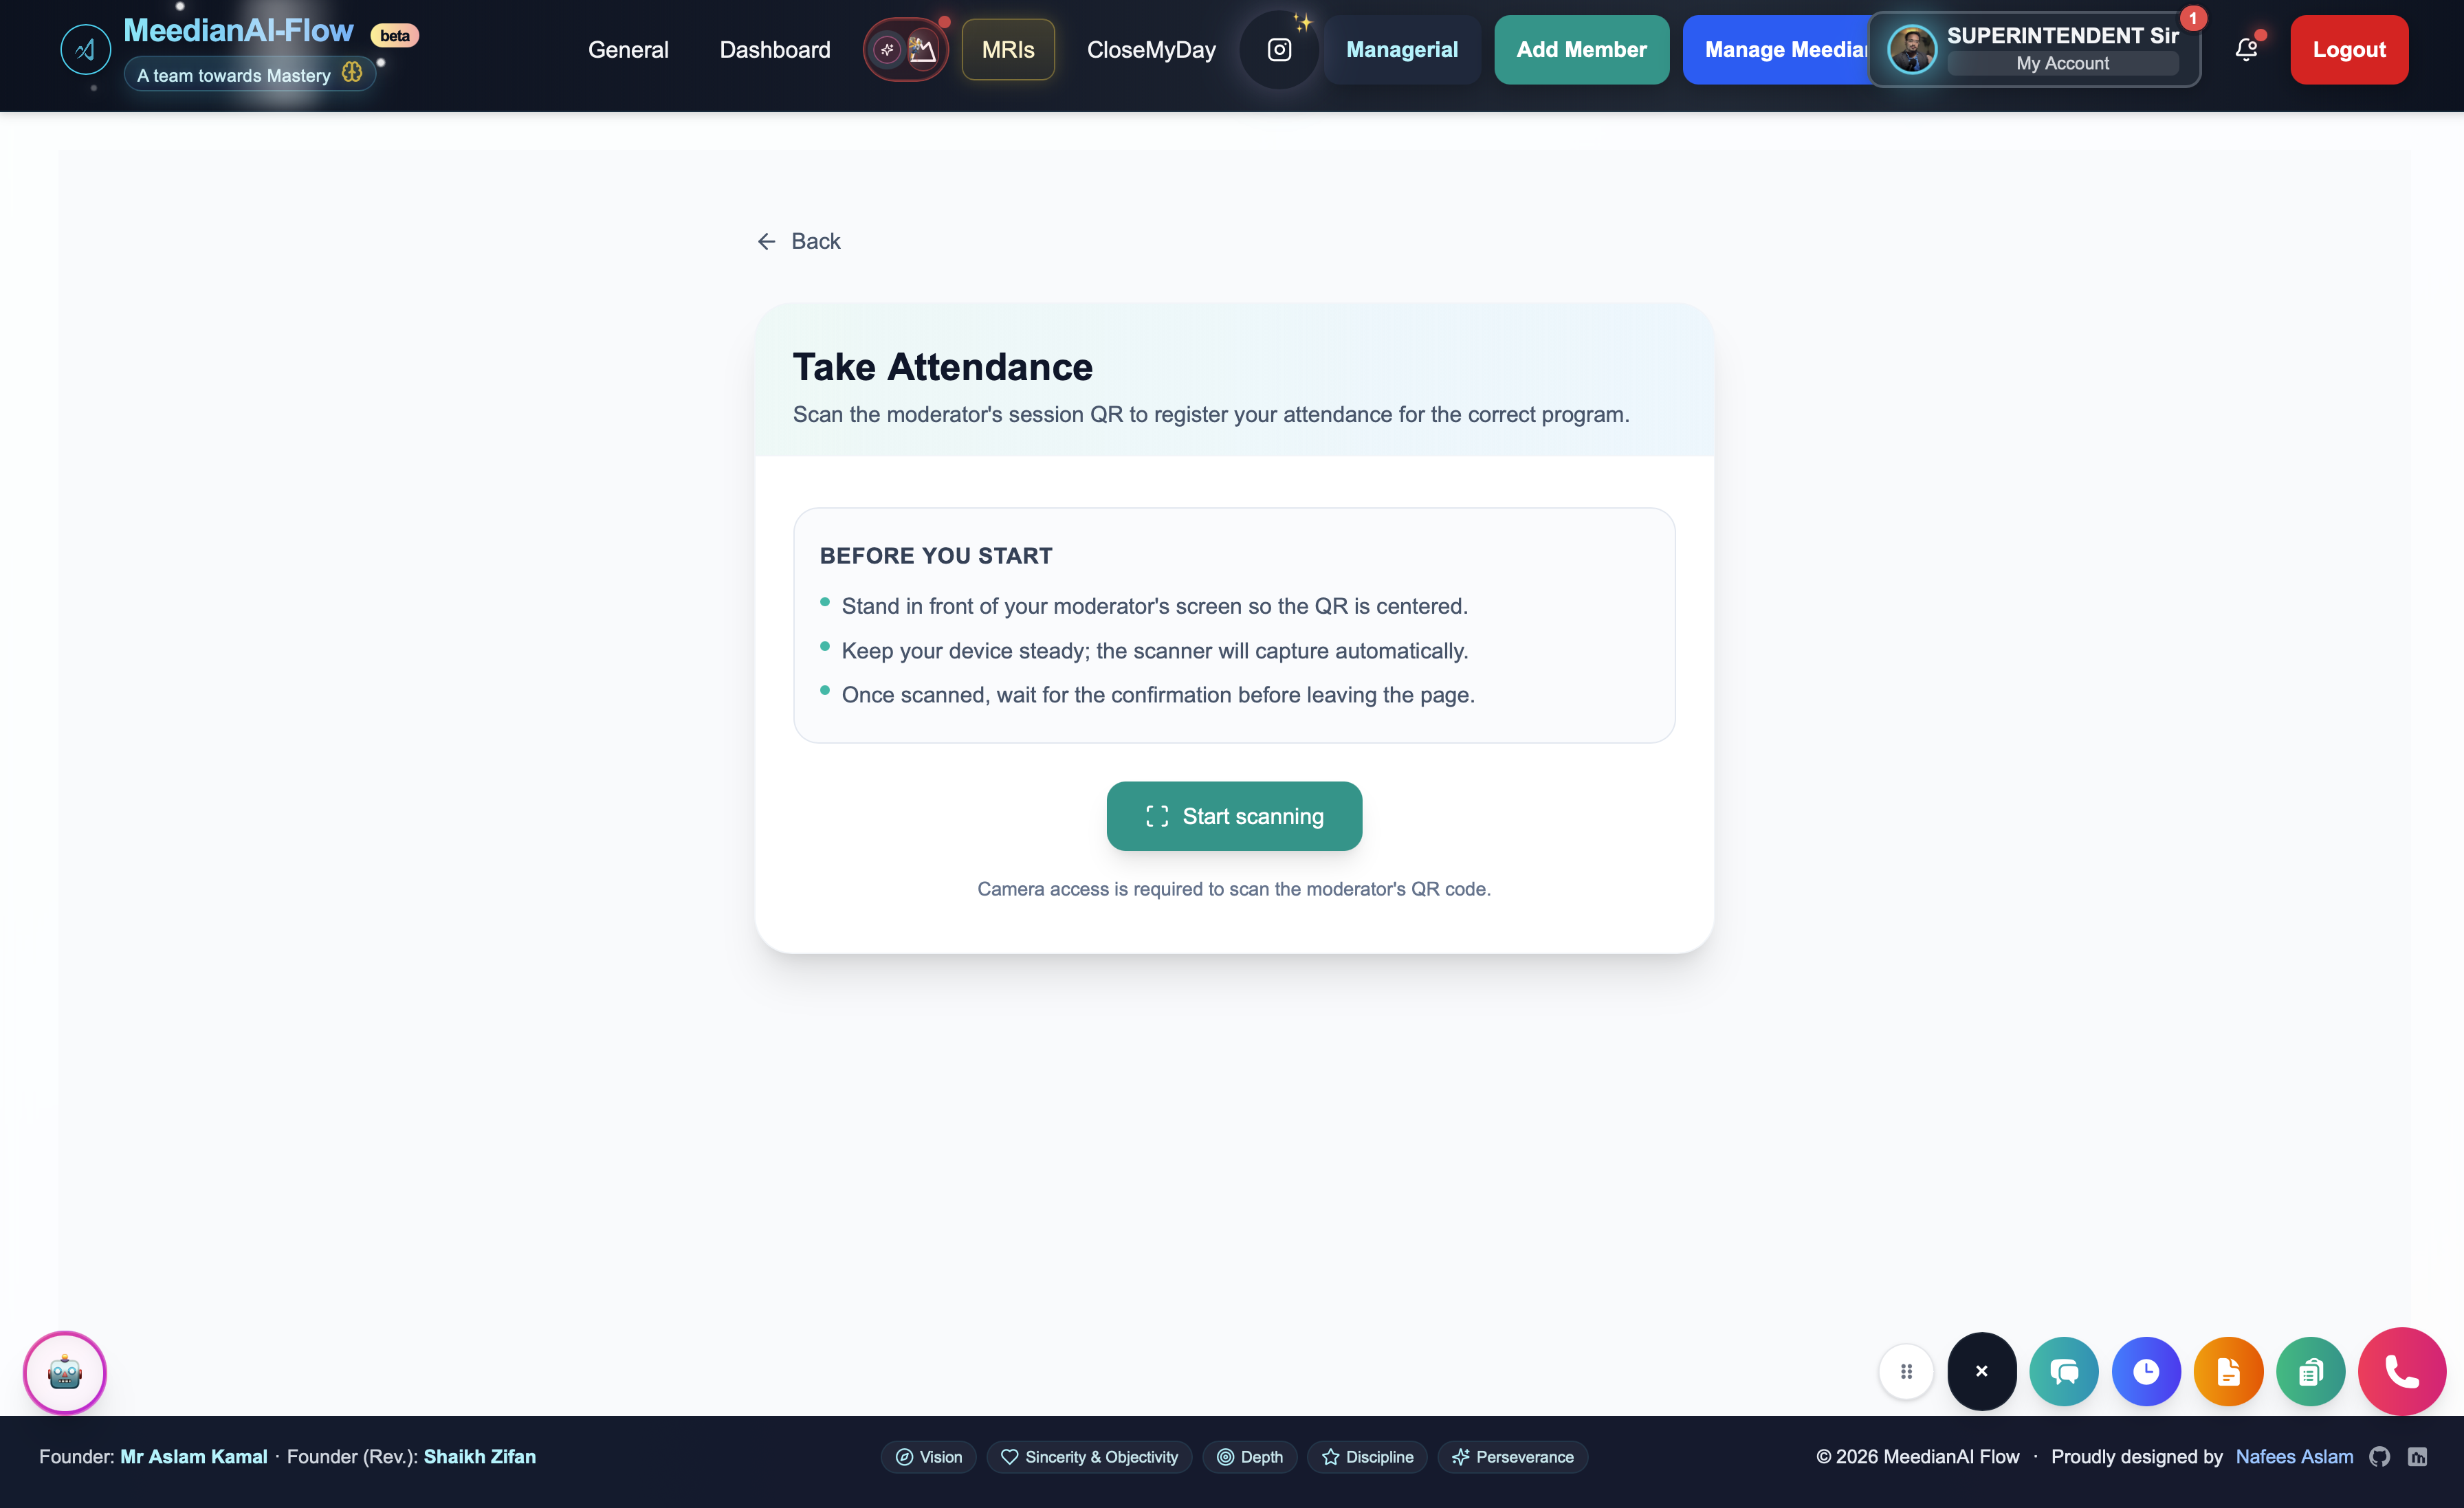 MeedianAI-Flow beta
A team towards Mastery
General
Dashboard
MRIs
CloseMyDay
Managerial
Add Member
Manage Meedian
SUPERINTENDENT Sir
My Account
1
Logout
Back
Take Attendance
Scan the moderator's session QR to register your attendance for the correct program.
BEFORE YOU START
Stand in front of your moderator's screen so the QR is centered.
Keep your device steady; the scanner will capture automatically.
Once scanned, wait for the confirmation before leaving the page.
Start scanning
Camera access is required to scan the moderator's QR code.
Founder: Mr Aslam Kamal · Founder (Rev.): Shaikh Zifan
Vision
Sincerity & Objectivity
Depth
Discipline
Perseverance
© 2026 MeedianAI Flow · Proudly designed by Nafees Aslam